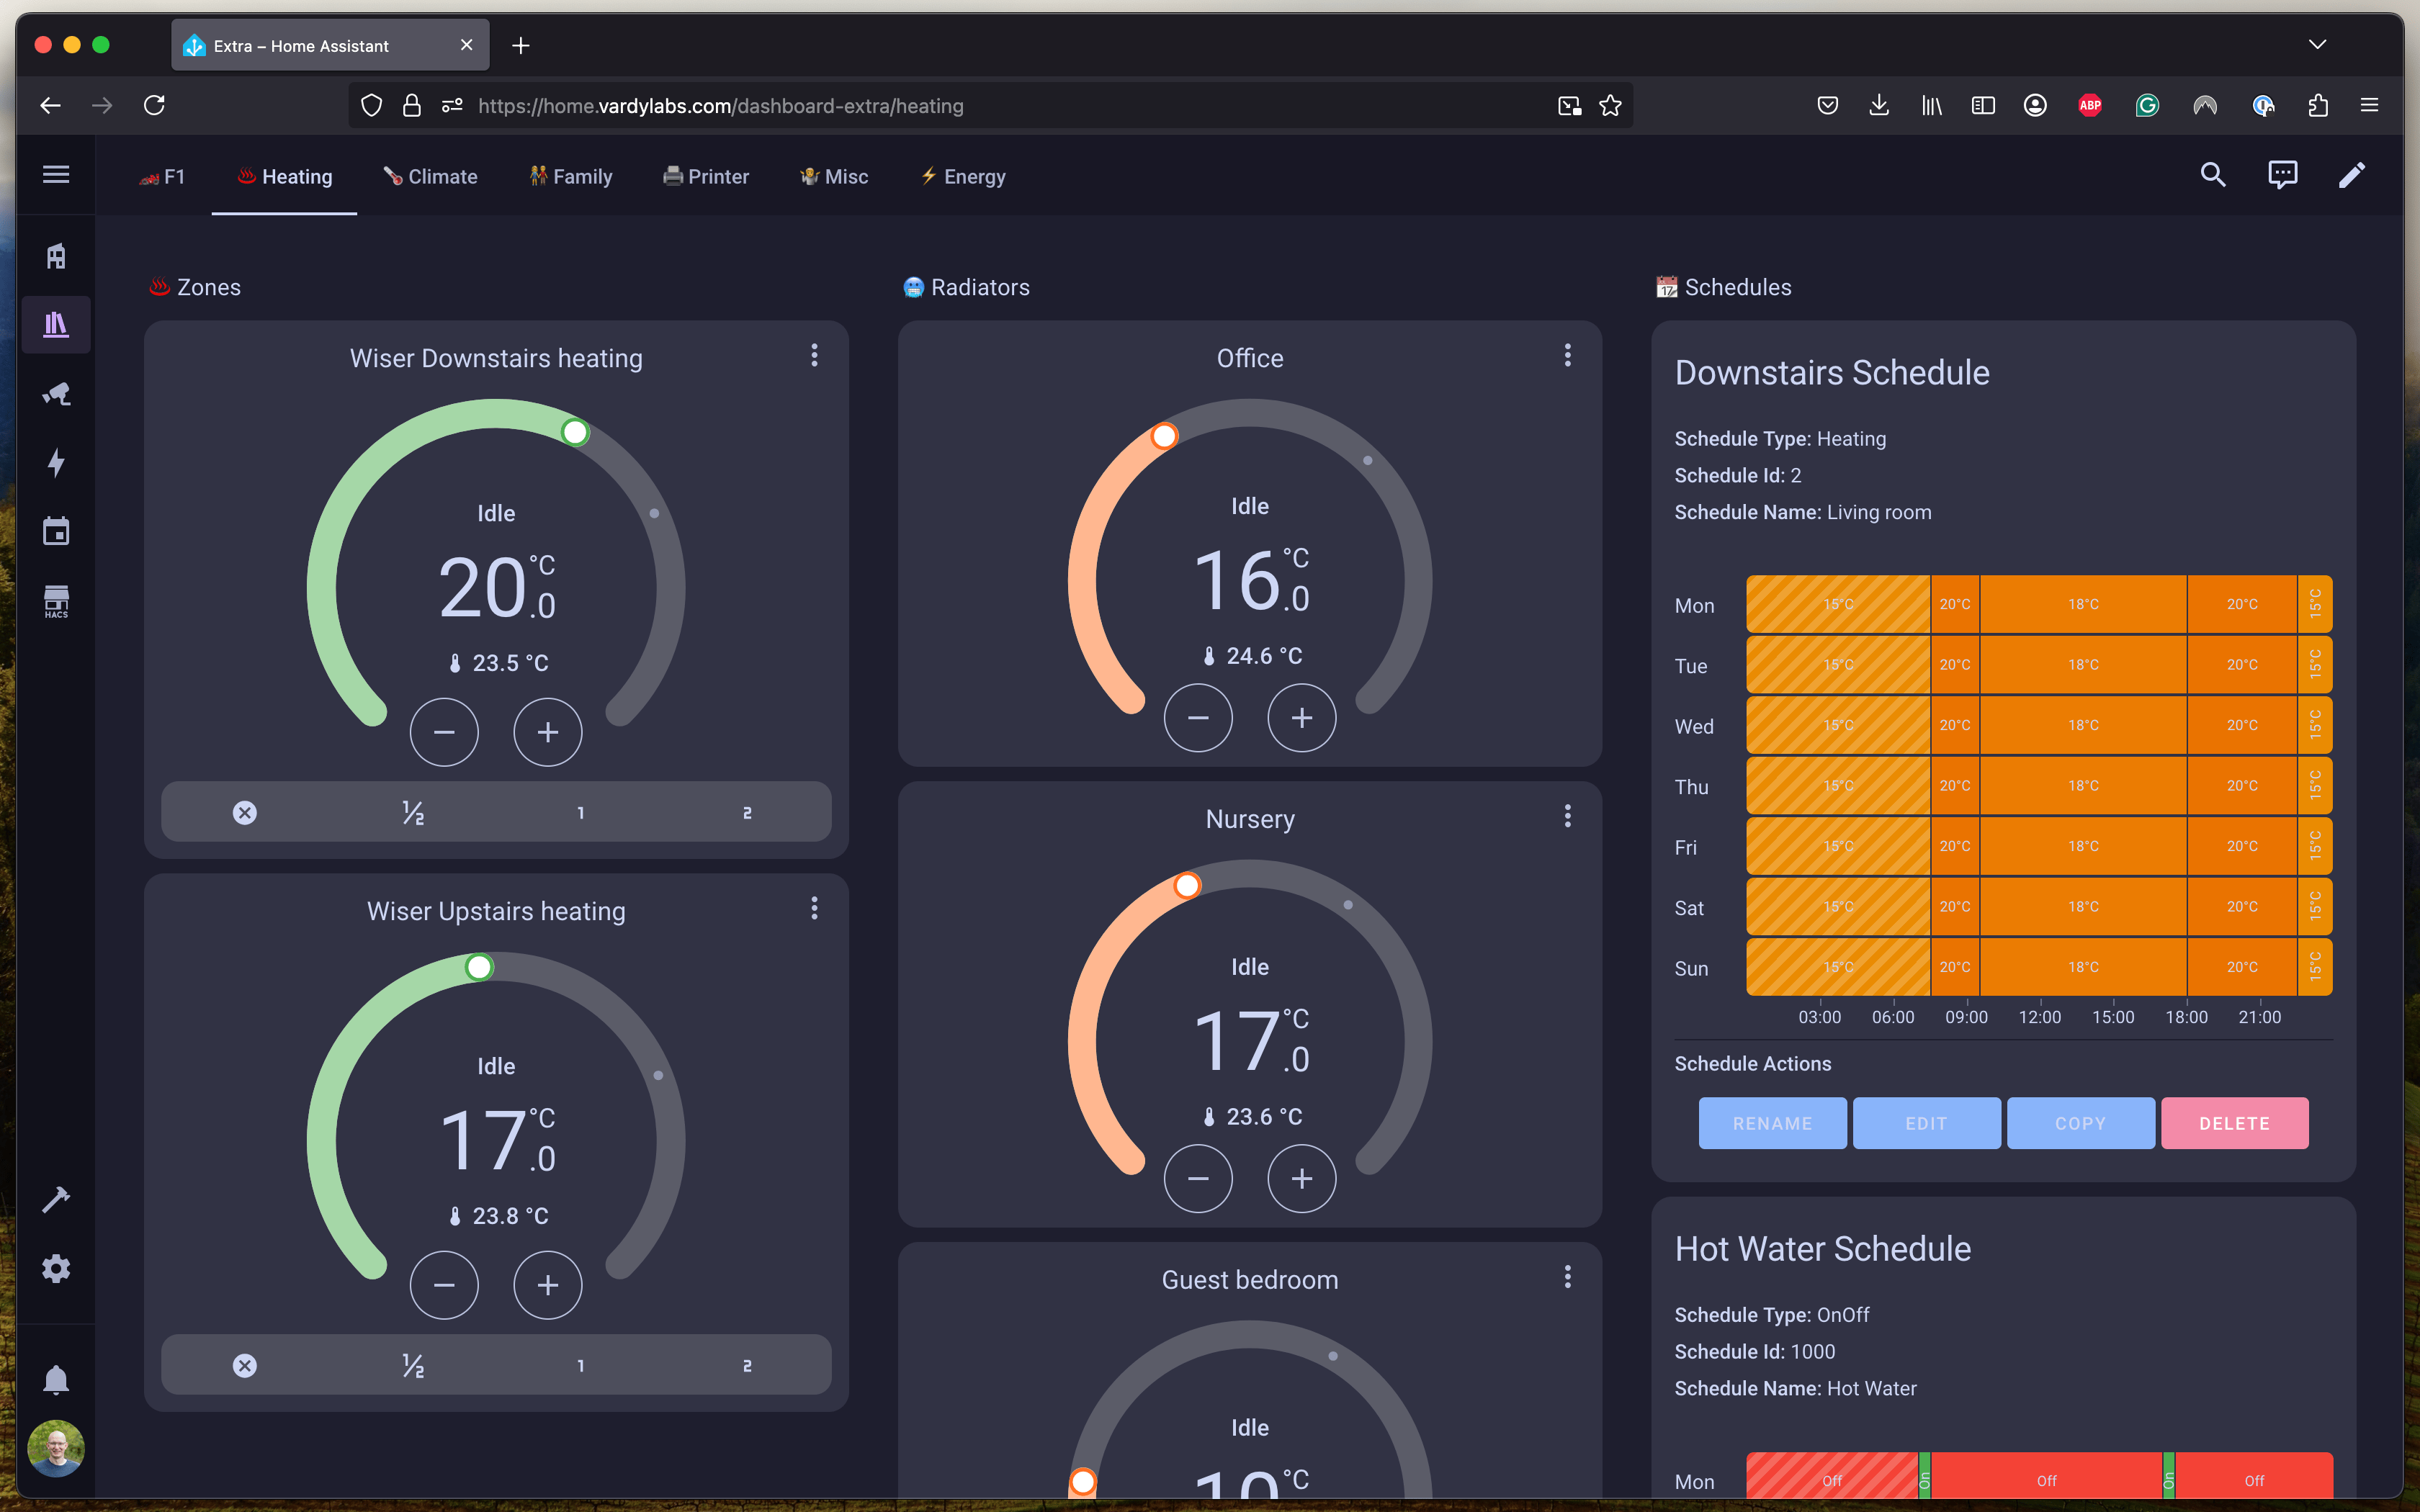 Extra – Home Assistant
https://home.vardylabs.com/dashboard-extra/heating
ABP
F1
Heating
Climate
Family
Printer
Misc
Energy
HACS
Zones
Wiser Downstairs heating
Idle
20.0 °C
23.5 °C
½ 1 2
Wiser Upstairs heating
Idle
17.0 °C
23.8 °C
½ 1 2
Radiators
Office
Idle
16.0 °C
24.6 °C
Nursery
Idle
17.0 °C
23.6 °C
Guest bedroom
Idle
10 °C
17 Schedules
Downstairs Schedule
Schedule Type: Heating
Schedule Id: 2
Schedule Name: Living room
Mon 15°C 20°C 18°C 20°C 15°C
Tue 15°C 20°C 18°C 20°C 15°C
Wed 15°C 20°C 18°C 20°C 15°C
Thu 15°C 20°C 18°C 20°C 15°C
Fri 15°C 20°C 18°C 20°C 15°C
Sat 15°C 20°C 18°C 20°C 15°C
Sun 15°C 20°C 18°C 20°C 15°C
03:00 06:00 09:00 12:00 15:00 18:00 21:00
Schedule Actions
RENAME EDIT COPY DELETE
Hot Water Schedule
Schedule Type: OnOff
Schedule Id: 1000
Schedule Name: Hot Water
Mon Off On Off On Off